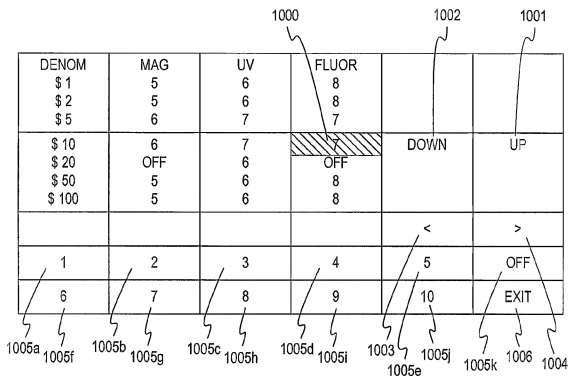 1000 1002 1001
DENOM MAG UV FLUOR
$ 1 5 6 8
$ 2 5 6 8
$ 5 6 7 7
$ 10 6 7 7 DOWN UP
$ 20 OFF 6 OFF
$ 50 5 6 8
$ 100 5 6 8
< >
1 2 3 4 5 OFF
6 7 8 9 10 EXIT
1005a 1005f 1005b 1005g 1005c 1005h 1005d 1005i 1003 1005e 1005j 1005k 1006 1004